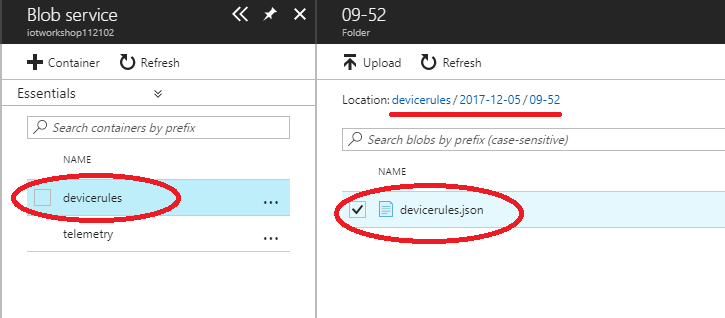 Blob service
iotworkshop112102
Container
Refresh
Essentials
Search containers by prefix
NAME
devicerules
...
telemetry
...
09-52
Folder
Upload
Refresh
Location: devicerules / 2017-12-05 / 09-52
Search blobs by prefix (case-sensitive)
NAME
devicerules.json